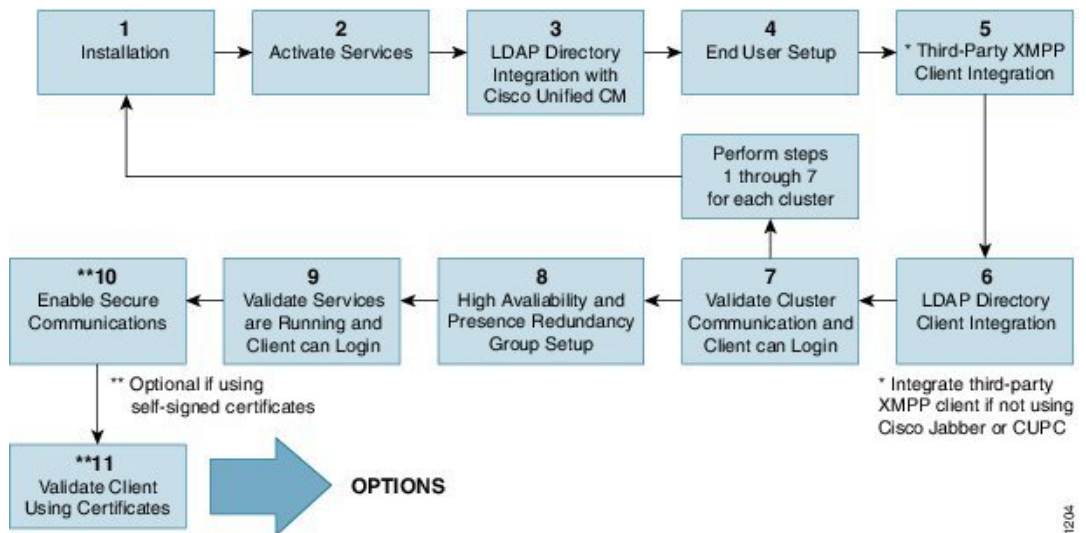 1
Installation
2
Activate Services
3
LDAP Directory
Integration with
Cisco Unified CM
4
End User Setup
5
* Third-Party XMPP
Client Integration
Perform steps
1 through 7
for each cluster
**10
Enable Secure
Communications
9
Validate Services
are Running and
Client can Login
8
High Avaliability and
Presence Redundancy
Group Setup
7
Validate Cluster
Communication and
Client can Login
6
LDAP Directory
Client Integration
** Optional if using
self-signed certificates
* Integrate third-party
XMPP client if not using
Cisco Jabber or CUPC
**11
Validate Client
Using Certificates
OPTIONS
1204